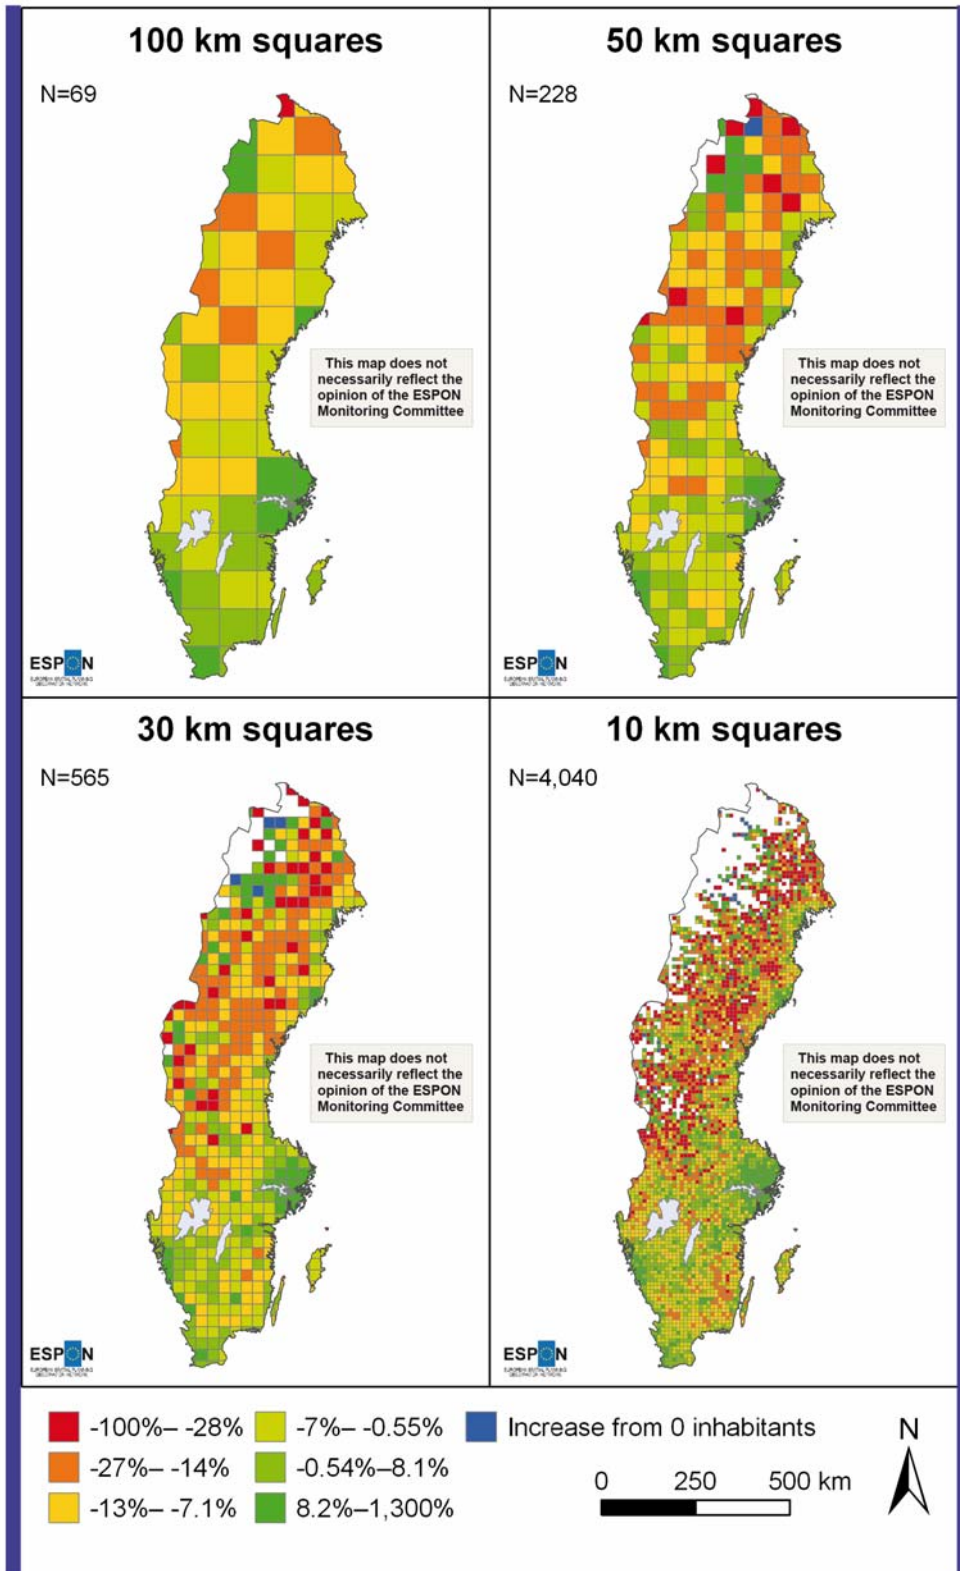 100 km squares
N=69
This map does not
necessarily reflect the
opinion of the ESPON
Monitoring Committee
ESPON
50 km squares
N=228
This map does not
necessarily reflect the
opinion of the ESPON
Monitoring Committee
ESPON
30 km squares
N=565
This map does not
necessarily reflect the
opinion of the ESPON
Monitoring Committee
ESPON
10 km squares
N=4,040
This map does not
necessarily reflect the
opinion of the ESPON
Monitoring Committee
ESPON
-100%– -28%
-27%– -14%
-13%– -7.1%
-7%– -0.55%
-0.54%–8.1%
8.2%–1,300%
Increase from 0 inhabitants
0 250 500 km
N